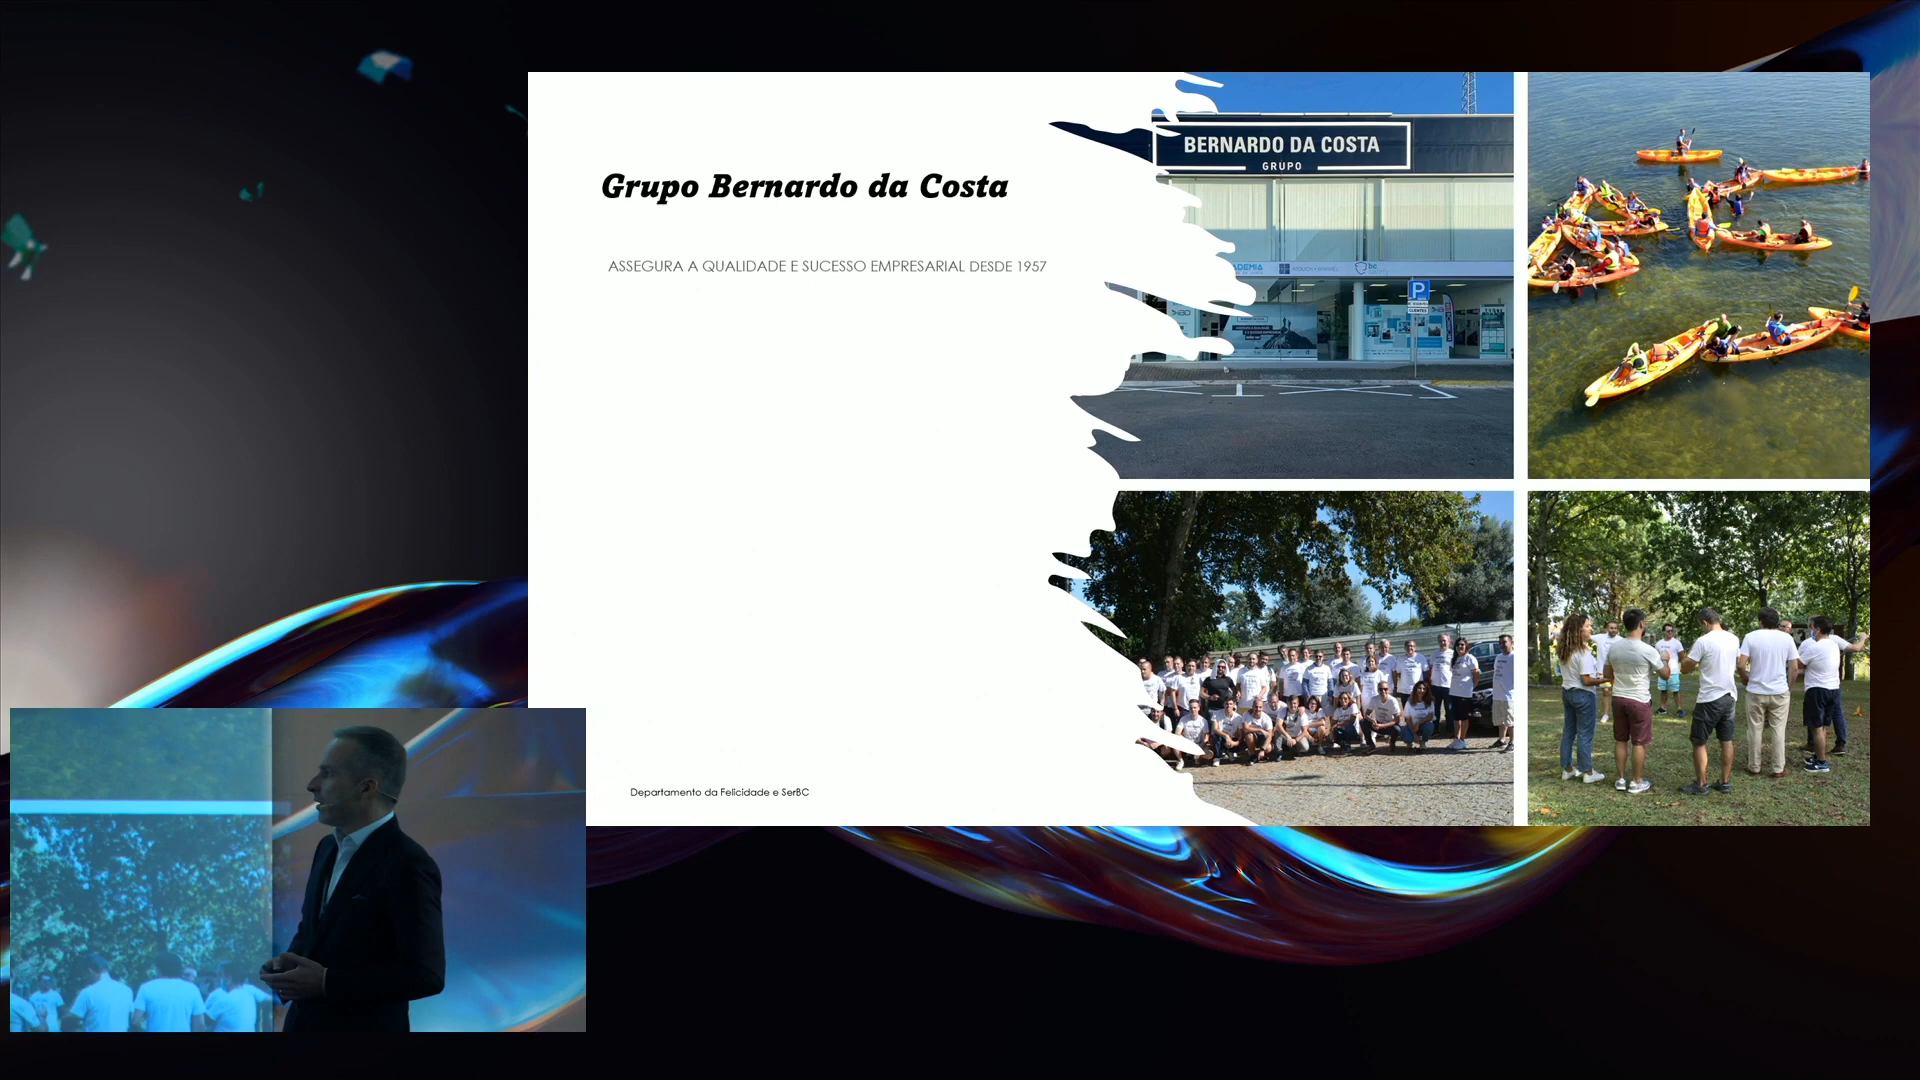 Grupo Bernardo da Costa
ASSEGURA A QUALIDADE E SUCESSO EMPRESARIAL DESDE 1957
Departamento da Felicidade e SerBC
BERNARDO DA COSTA
GRUPO
P